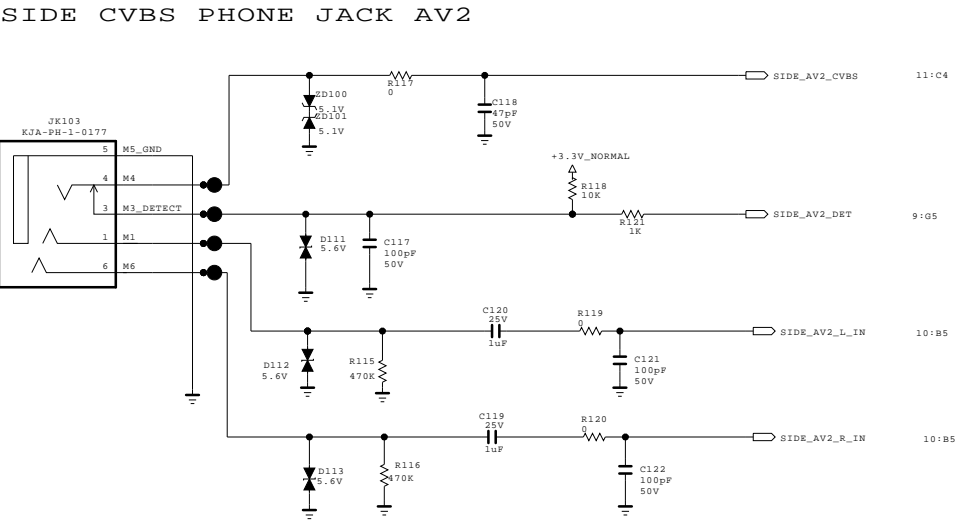 SIDE CVBS PHONE JACK AV2
R117
0
SIDE_AV2_CVBS
11:C4
ZD100
5.1V
ZD101
5.1V
C118
47pF
50V
JK103
KJA-PH-1-0177
5 M5_GND
4 M4
3 M3_DETECT
1 M1
6 M6
+3.3V_NORMAL
R118
10K
R121
1K
SIDE_AV2_DET
9:G5
D111
5.6V
C117
100pF
50V
C120
25V
1uF
R119
0
SIDE_AV2_L_IN
10:B5
D112
5.6V
R115
470K
C121
100pF
50V
C119
25V
1uF
R120
0
SIDE_AV2_R_IN
10:B5
D113
5.6V
R116
470K
C122
100pF
50V